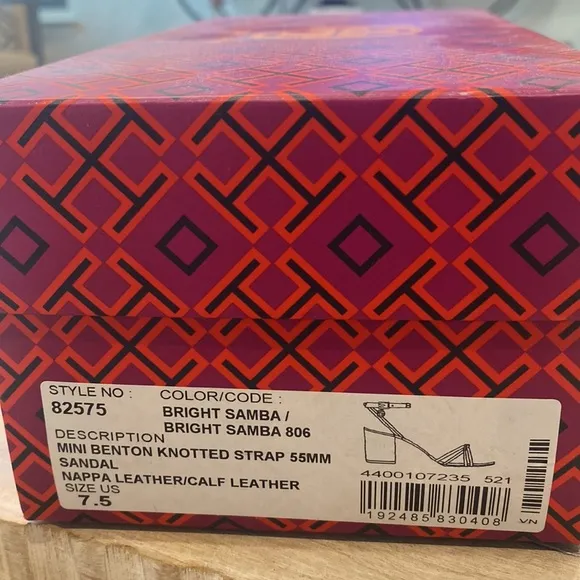 STYLE NO : COLOR/CODE :
82575 BRIGHT SAMBA /
BRIGHT SAMBA 806
DESCRIPTION
MINI BENTON KNOTTED STRAP 55MM
SANDAL
NAPPA LEATHER/CALF LEATHER
SIZE US
7.5
4400107235 521
192485 830408
VN